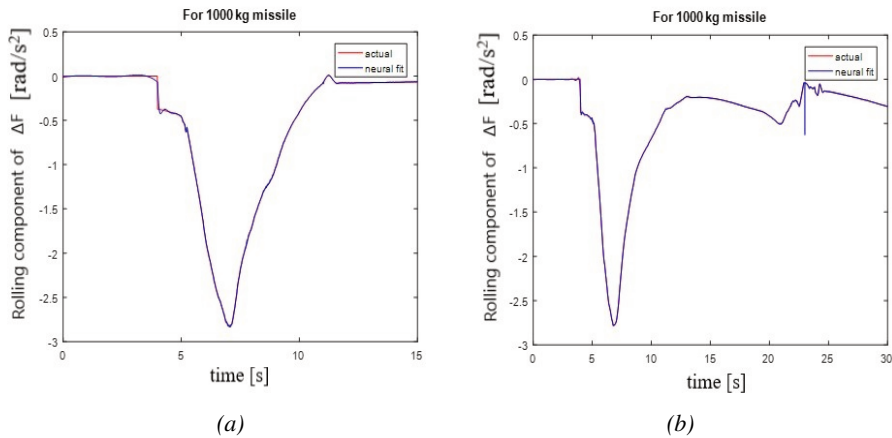 For 1000 kg missile
0.5
0
-0.5
-1
-1.5
-2
-2.5
-3
Rolling component of ΔF [rad/s²]
actual
neural fit
0
5
10
15
time [s]
(a)
For 1000 kg missile
0.5
0
-0.5
-1
-1.5
-2
-2.5
-3
Rolling component of ΔF [rad/s²]
actual
neural fit
0
5
10
15
20
25
30
time [s]
(b)